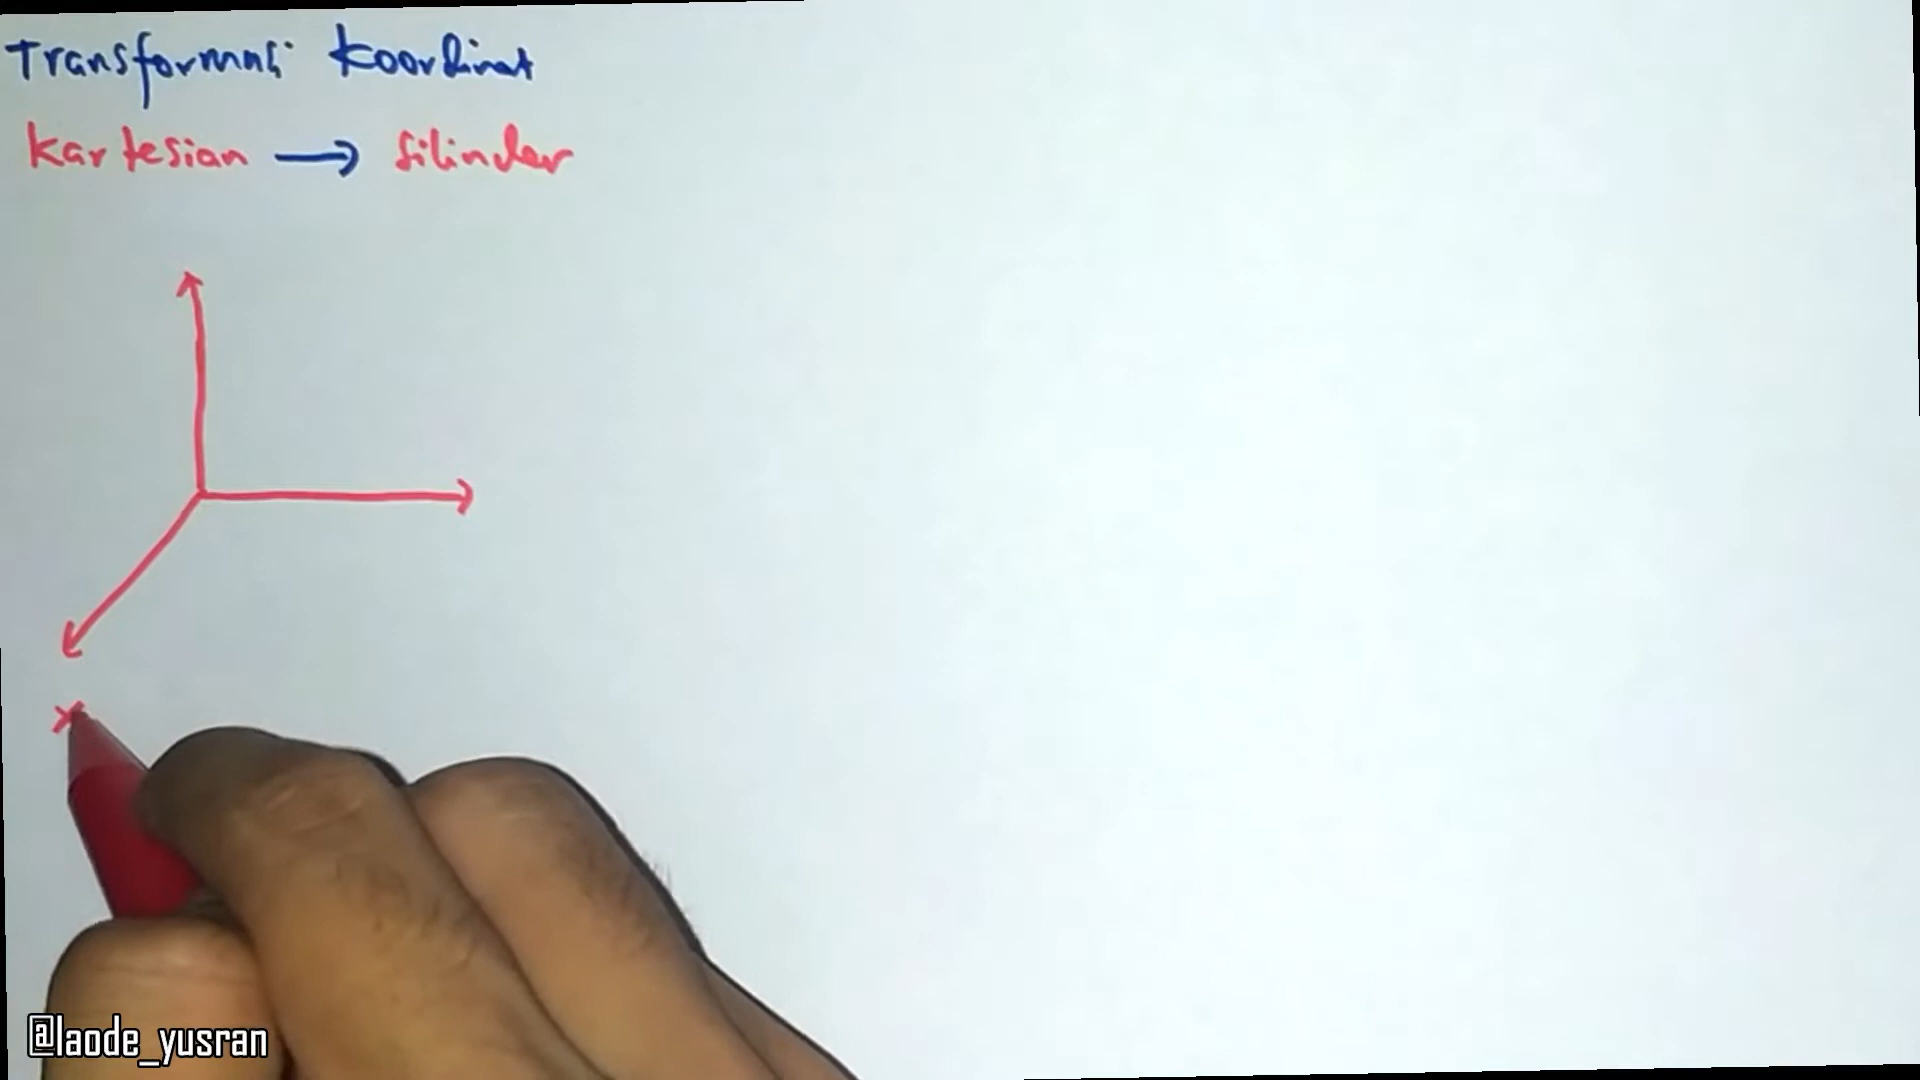 Transformasi Koordinat
kartesian → silinder
x
@laode_yusran